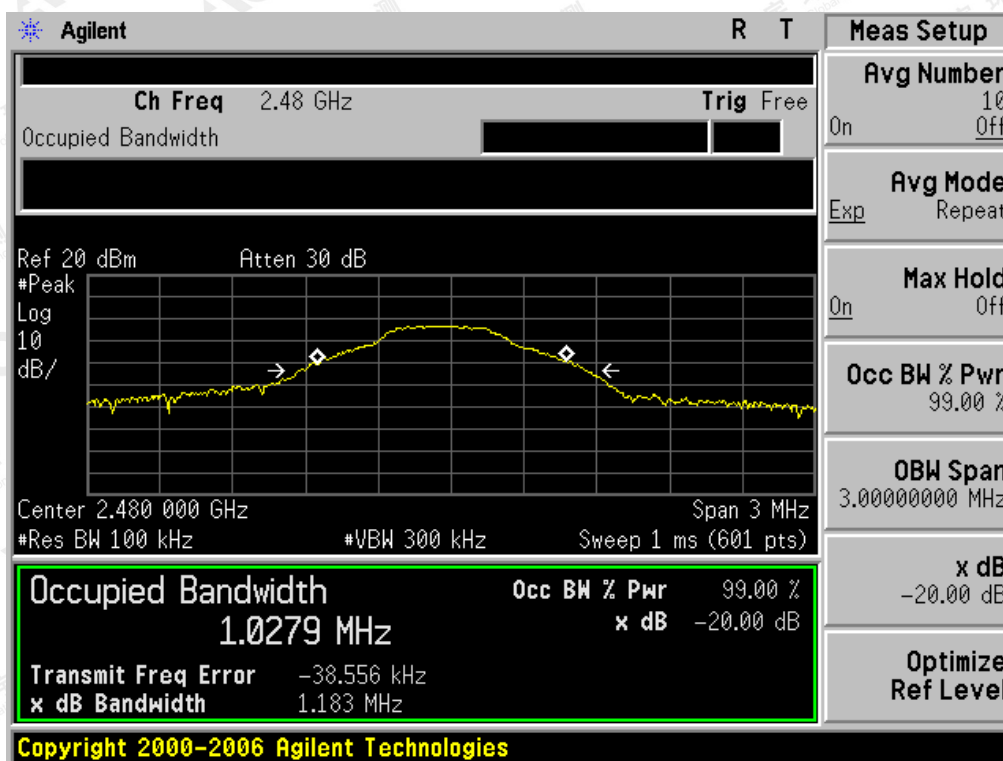 Agilent R T
Ch Freq 2.48 GHz Trig Free
Occupied Bandwidth
Ref 20 dBm Atten 30 dB
#Peak
Log
10
dB/
Center 2.480 000 GHz Span 3 MHz
#Res BW 100 kHz #VBW 300 kHz Sweep 1 ms (601 pts)
Occupied Bandwidth Occ BW % Pwr 99.00 %
1.0279 MHz x dB -20.00 dB
Transmit Freq Error -38.556 kHz
x dB Bandwidth 1.183 MHz
Copyright 2000-2006 Agilent Technologies
Meas Setup
Avg Number
10
On Off
Avg Mode
Exp Repeat
Max Hold
On Off
Occ BW % Pwr
99.00 %
OBW Span
3.00000000 MHz
x dB
-20.00 dB
Optimize
Ref Level